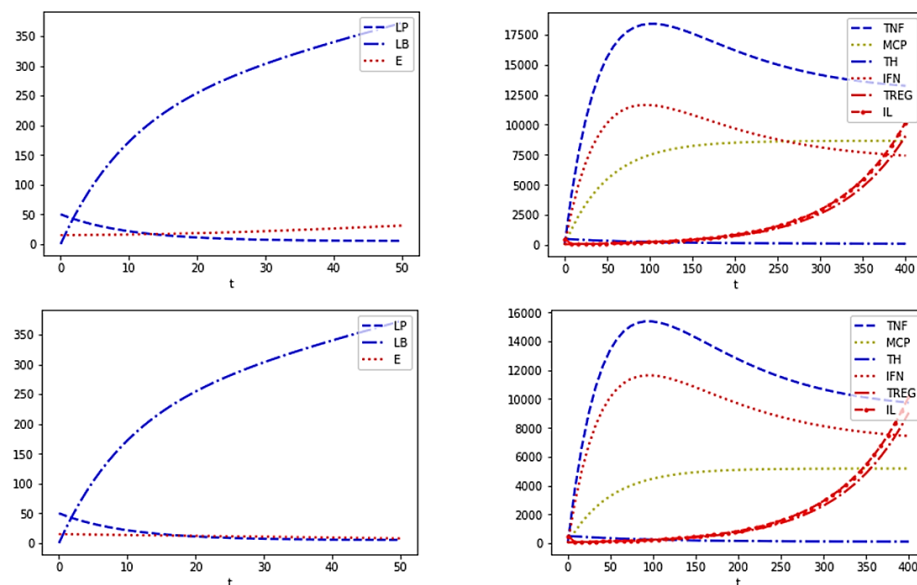 350
300
250
200
150
100
50
0
0 10 20 30 40 50
t
LP
LB
E
17500
15000
12500
10000
7500
5000
2500
0
0 50 100 150 200 250 300 350 400
t
TNF
MCP
TH
IFN
TREG
IL
350
300
250
200
150
100
50
0
0 10 20 30 40 50
t
LP
LB
E
16000
14000
12000
10000
8000
6000
4000
2000
0
0 50 100 150 200 250 300 350 400
t
TNF
MCP
TH
IFN
TREG
IL